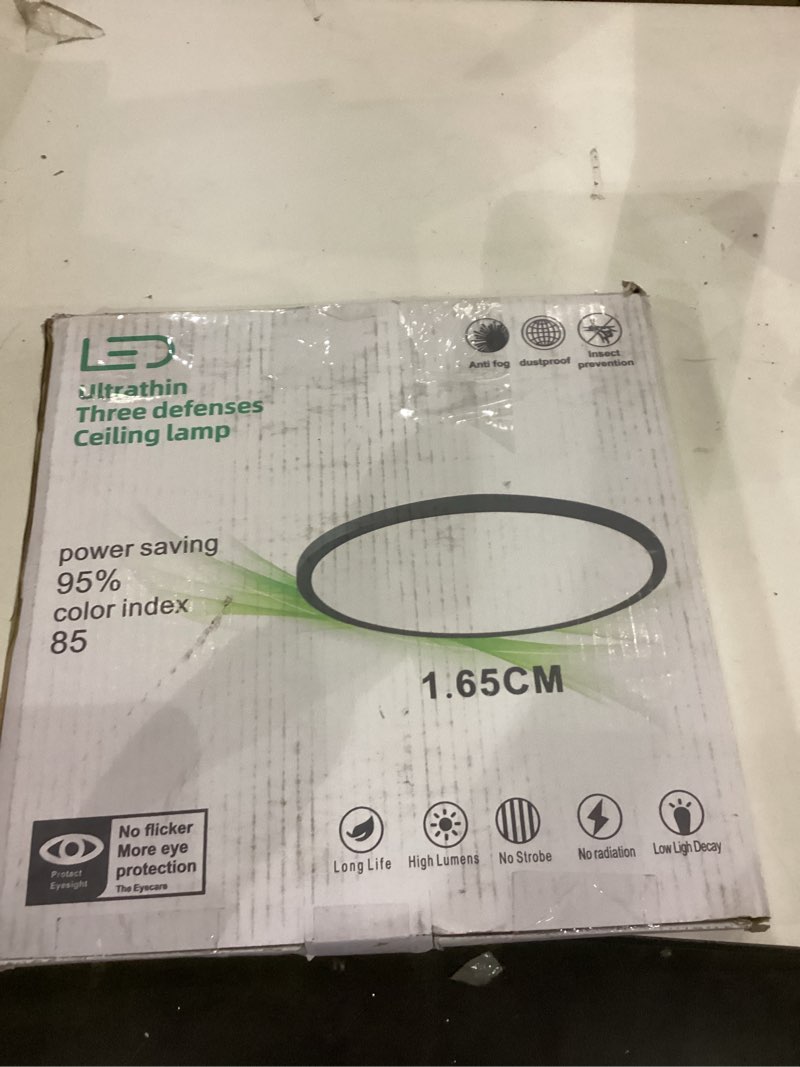 LED
Ultrathin
Three defenses
Ceiling lamp
Anti fog
dustproof
Insect
prevention
power saving
95%
color index
85
1.65CM
Protect
Eyesight
No flicker
More eye
protection
The Eyecare
Long Life
High Lumens
No Strobe
No radiation
Low Ligh Decay